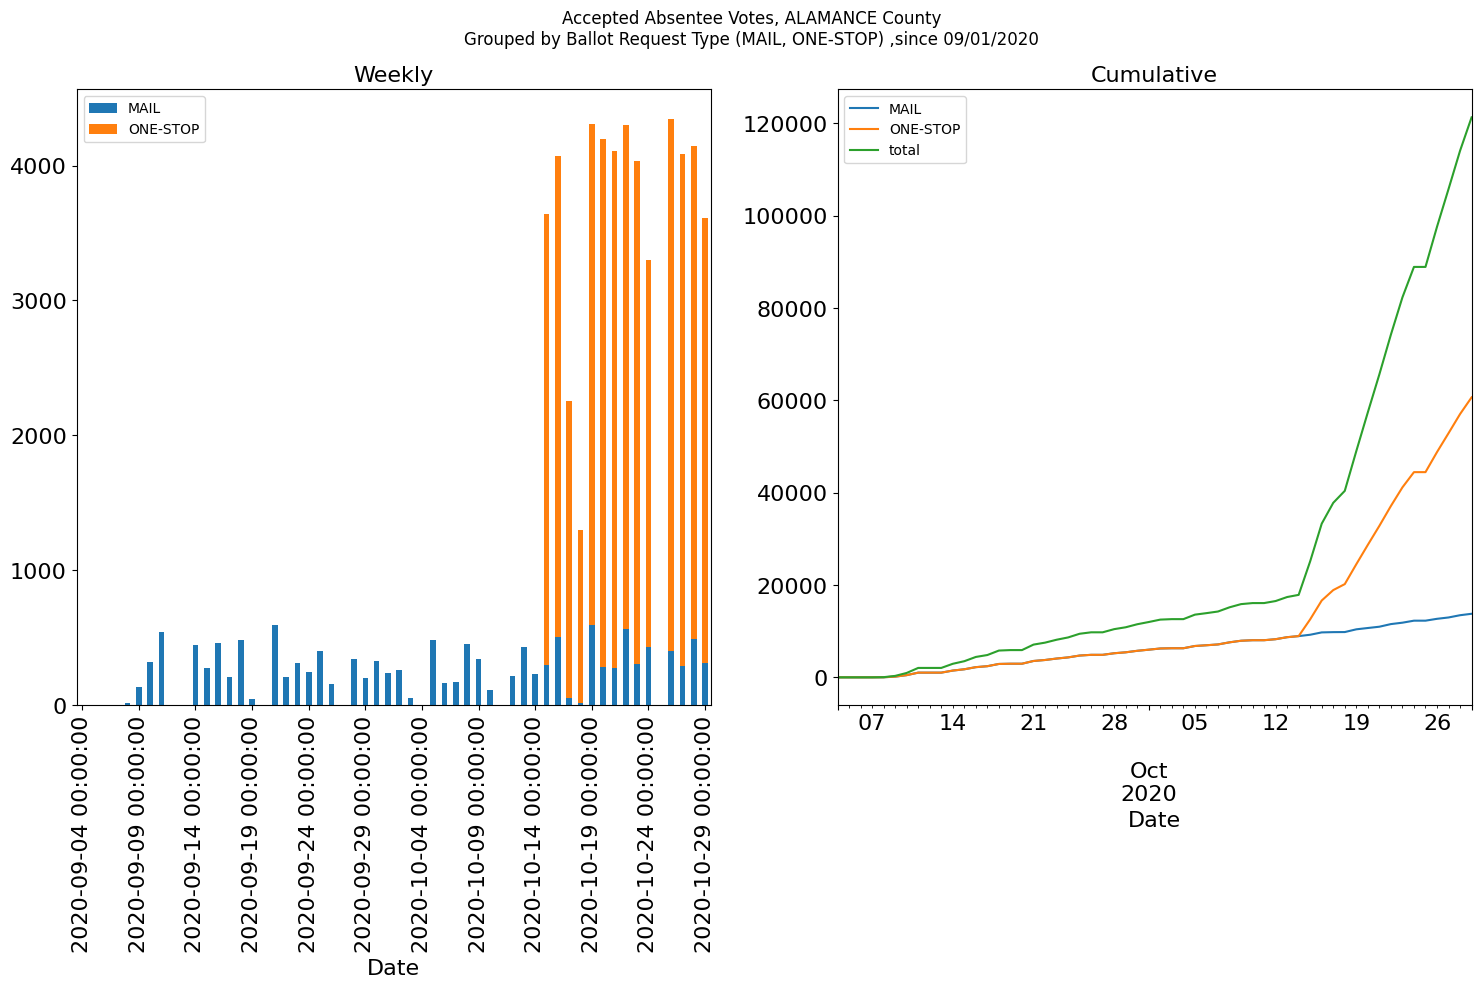 Accepted Absentee Votes, ALAMANCE County
Grouped by Ballot Request Type (MAIL, ONE-STOP) ,since 09/01/2020
Weekly
MAIL
ONE-STOP
4000
3000
2000
1000
0
2020-09-04 00:00:00
2020-09-09 00:00:00
2020-09-14 00:00:00
2020-09-19 00:00:00
2020-09-24 00:00:00
2020-09-29 00:00:00
2020-10-04 00:00:00
2020-10-09 00:00:00
2020-10-14 00:00:00
2020-10-19 00:00:00
2020-10-24 00:00:00
2020-10-29 00:00:00
Date
Cumulative
MAIL
ONE-STOP
total
120000
100000
80000
60000
40000
20000
0
07 14 21 28 05 12 19 26
Oct
2020
Date